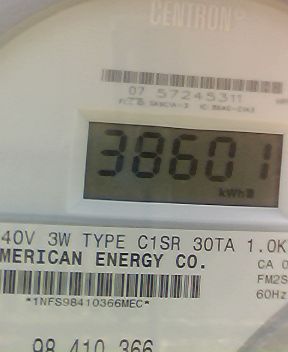 CENTRON®
07 57245311
38601
kWh
40V 3W TYPE C1SR 30TA 1.0K
MERICAN ENERGY CO.
CA 0
FM2S
60Hz
*1NFS98410366MEC*
98 410 366